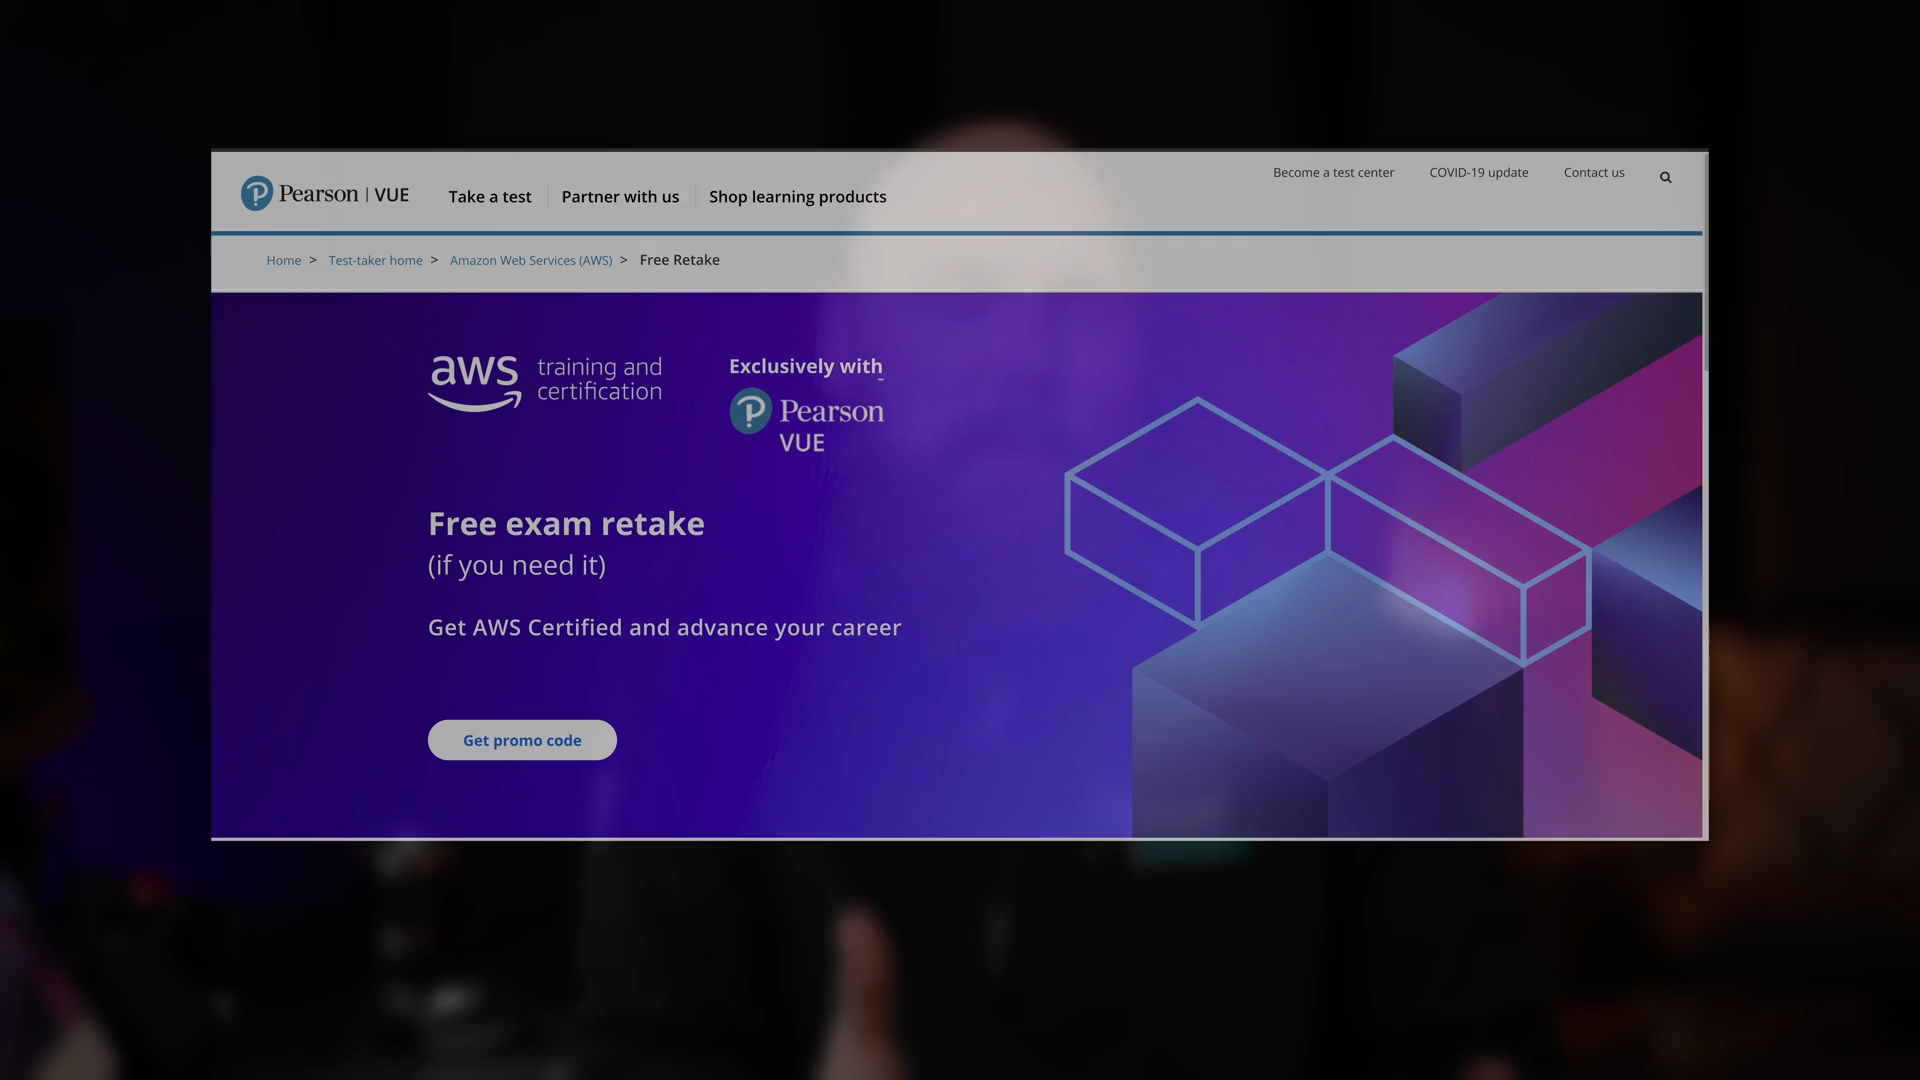 Pearson | VUE
Take a test
Partner with us
Shop learning products
Become a test center
COVID-19 update
Contact us
Home > Test-taker home > Amazon Web Services (AWS) > Free Retake
aws training and certification
Exclusively with
Pearson
VUE
Free exam retake
(if you need it)
Get AWS Certified and advance your career
Get promo code